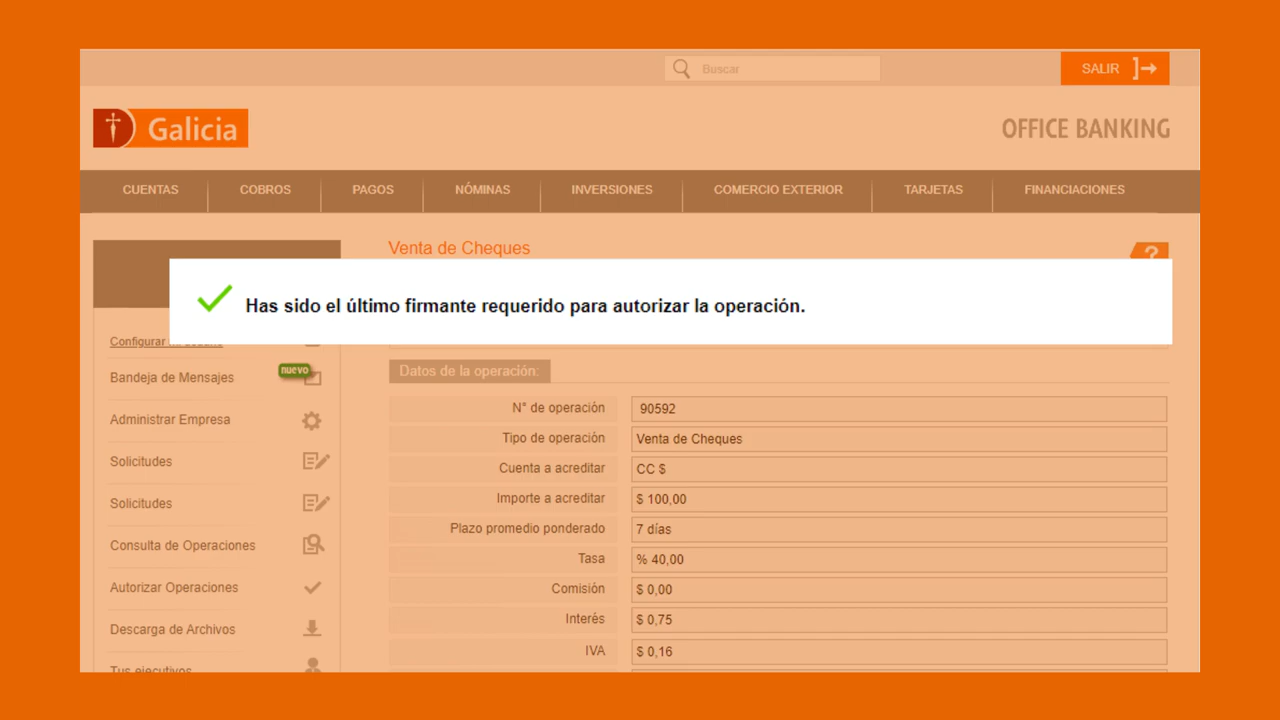 Buscar
SALIR
Galicia
OFFICE BANKING
CUENTAS COBROS PAGOS NÓMINAS INVERSIONES COMERCIO EXTERIOR TARJETAS FINANCIACIONES
Venta de Cheques
?
Has sido el último firmante requerido para autorizar la operación.
Configurar
Bandeja de Mensajes nuevo
Administrar Empresa
Solicitudes
Solicitudes
Consulta de Operaciones
Autorizar Operaciones
Descarga de Archivos
Tus ejecutivos
Datos de la operación:
N° de operación 90592
Tipo de operación Venta de Cheques
Cuenta a acreditar CC $
Importe a acreditar $ 100,00
Plazo promedio ponderado 7 días
Tasa % 40,00
Comisión $ 0,00
Interés $ 0,75
IVA $ 0,16